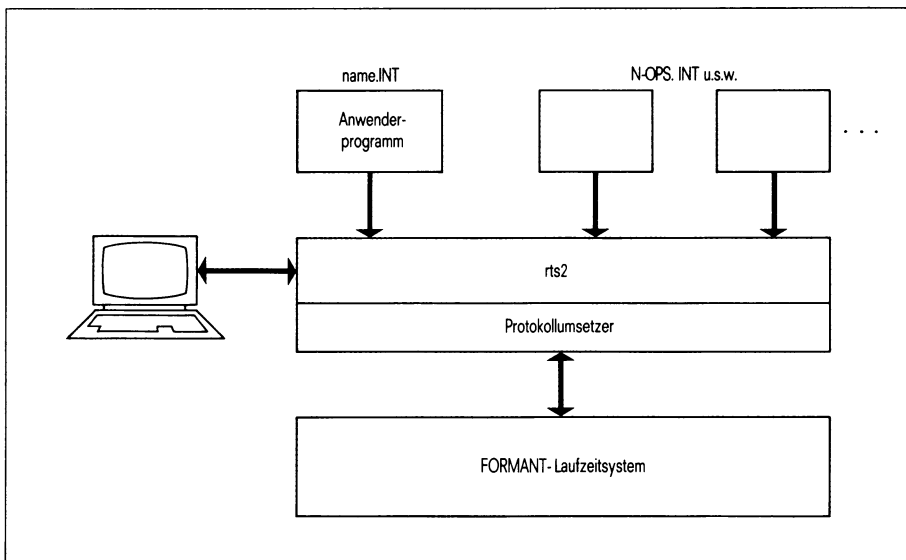 name.INT
N-OPS. INT u.s.w.
Anwender-
programm
. . .
rts2
Protokollumsetzer
FORMANT- Laufzeitsystem